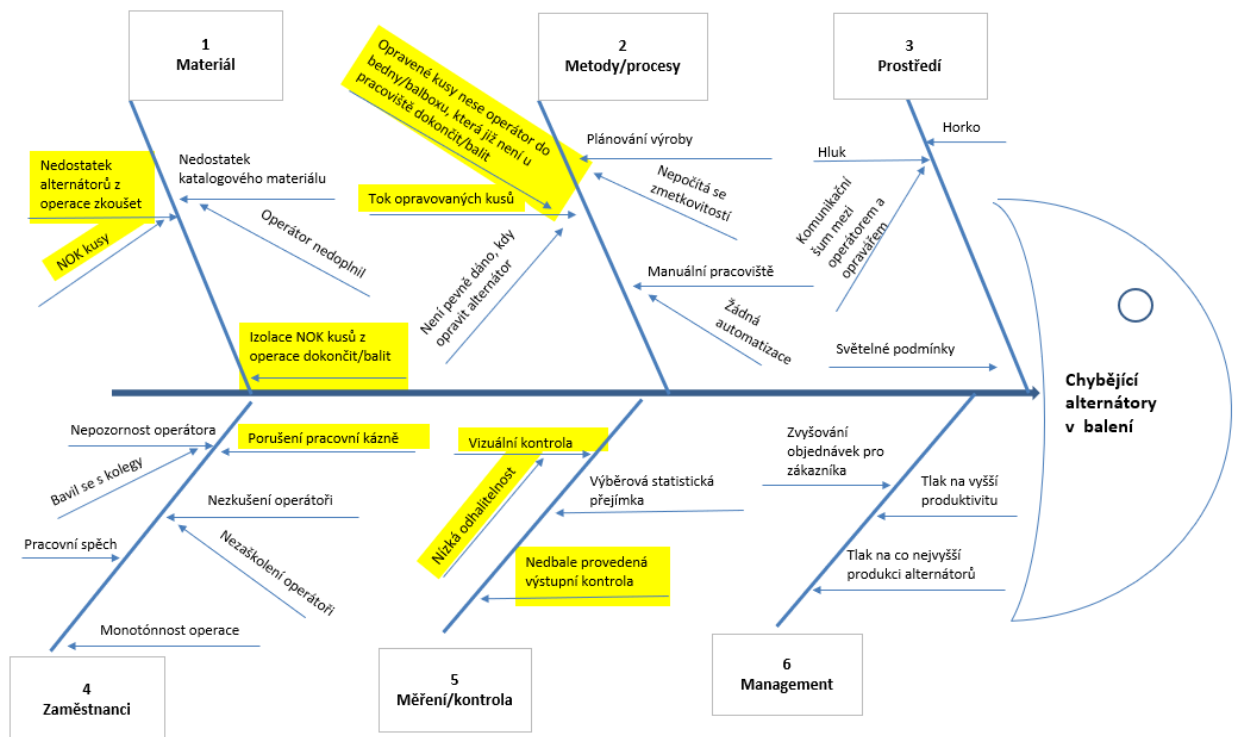 1
Materiál
2
Metody/procesy
3
Prostředí
Nedostatek
alternátorů z
operace zkoušet
NOK kusy
Nedostatek
katalogového materiálu
Operátor nedoplnil
Izolace NOK kusů z
operace dokončit/balit
Opravené kusy nese operátor do
bedny/balboxu, která již není u
pracoviště dokončit/balit
Tok opravovaných kusů
Není pevně dáno, kdy
opravit alternátor
Plánování výroby
Nepočítá se
zmetkovitostí
Manuální pracoviště
Žádná
automatizace
Horko
Hluk
Komunikační
šum mezi
operátorem a
opravářem
Světelné podmínky
Chybějící
alternátory
v balení
Nepozornost operátora
Bavil se s kolegy
Porušení pracovní kázně
Nezkušení operátoři
Nezaškolení operátoři
Pracovní spěch
Monotónnost operace
Vizuální kontrola
Nízká odhalitelnost
Výběrová statistická
přejímka
Nedbale provedená
výstupní kontrola
Zvyšování
objednávek pro
zákazníka
Tlak na vyšší
produktivitu
Tlak na co nejvyšší
produkci alternátorů
4
Zaměstnanci
5
Měření/kontrola
6
Management